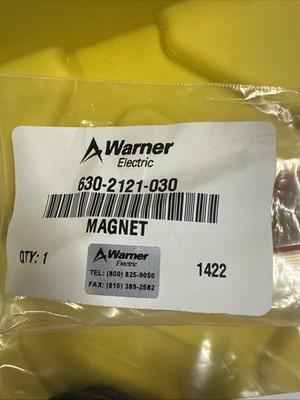 Warner
Electric
630-2121-030
MAGNET
QTY: 1
Warner
Electric
TEL: (800) 825-9050
FAX: (815) 389-2582
1422